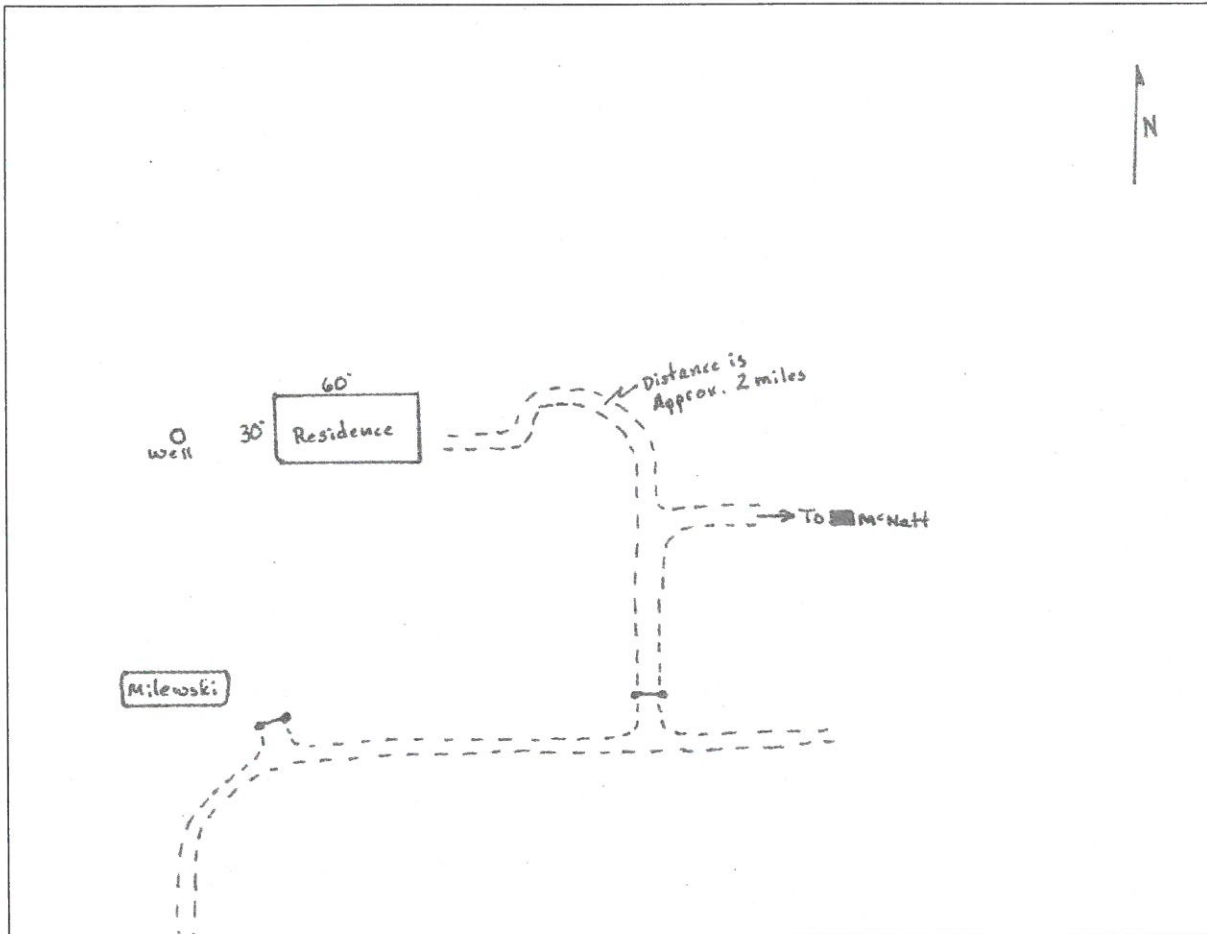 N
Distance is
Approx. 2 miles
60'
30' Residence
well
To McNatt
Milewski